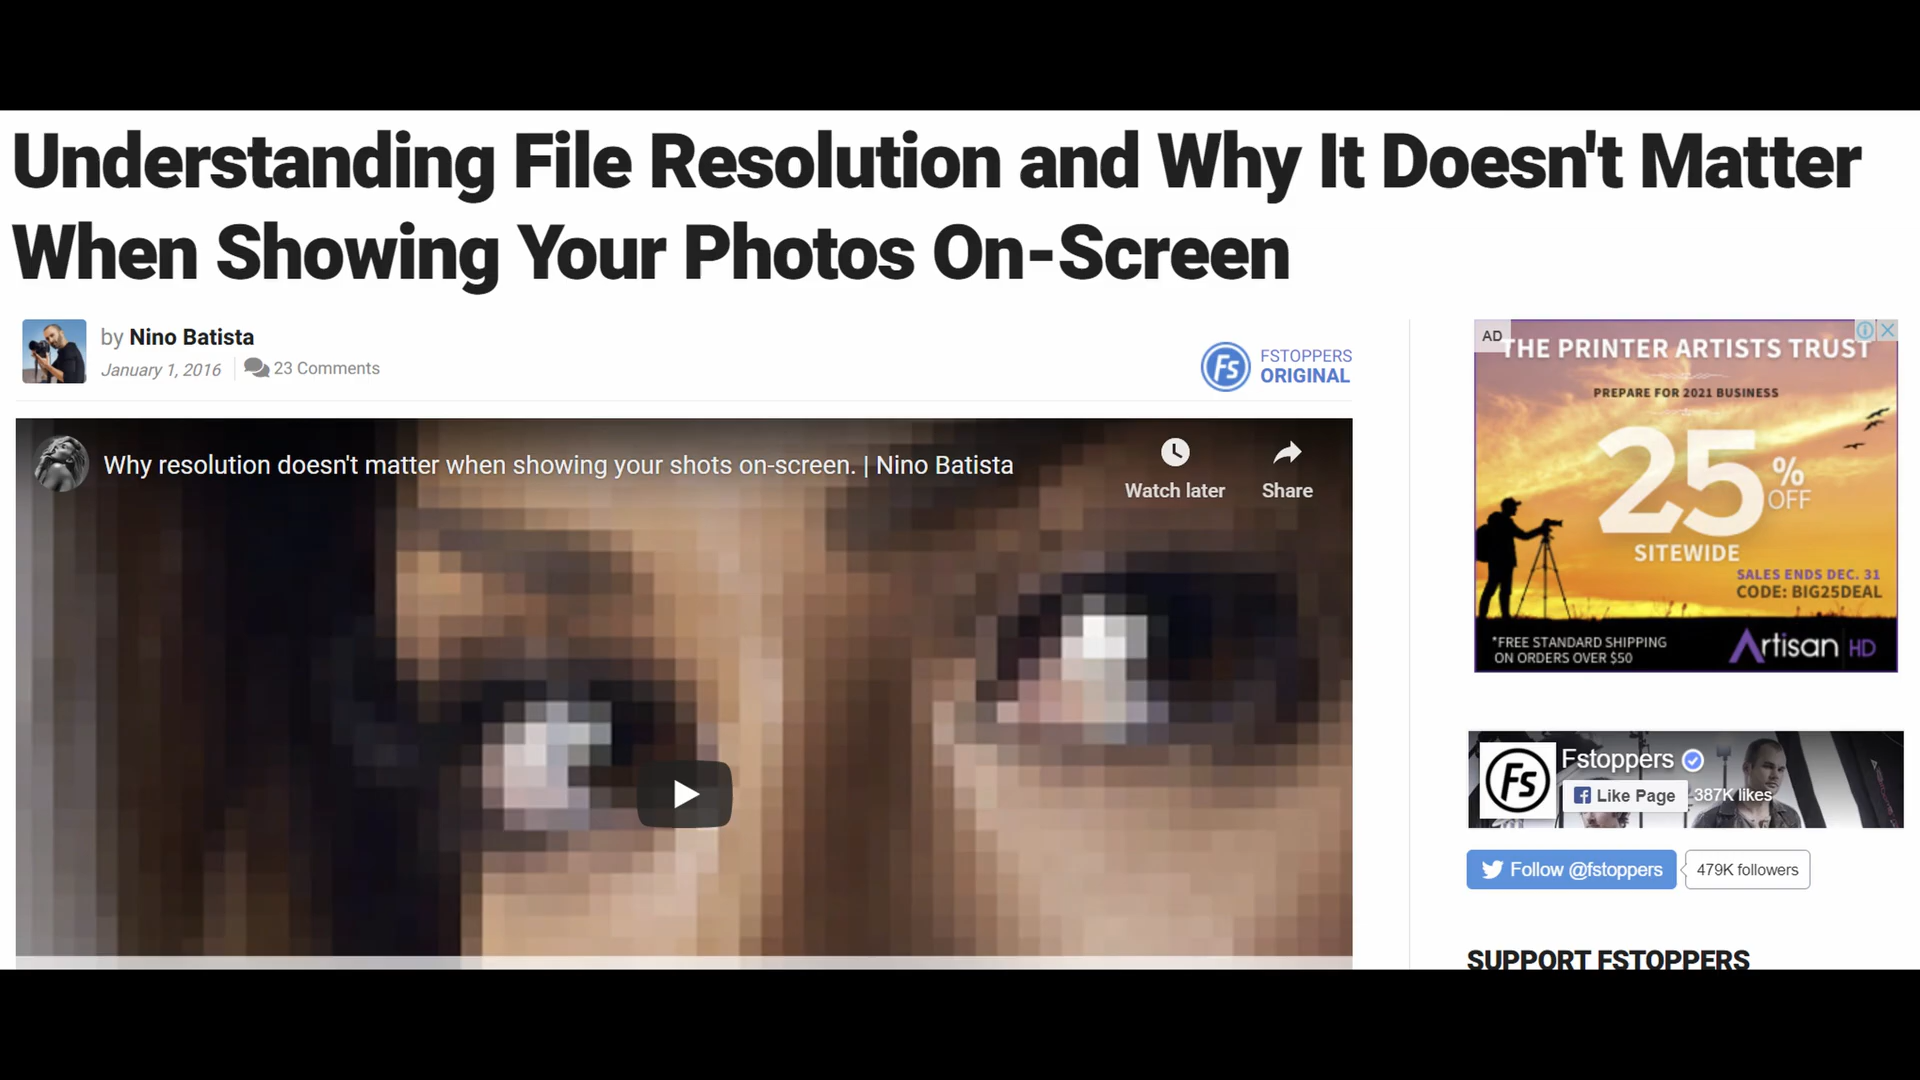 Understanding File Resolution and Why It Doesn't Matter
When Showing Your Photos On-Screen
by Nino Batista
January 1, 2016
23 Comments
Fs
FSTOPPERS
ORIGINAL
Why resolution doesn't matter when showing your shots on-screen. | Nino Batista
Watch later
Share
AD
THE PRINTER ARTISTS TRUST
PREPARE FOR 2021 BUSINESS
25% OFF
SITEWIDE
SALES ENDS DEC. 31
CODE: BIG25DEAL
*FREE STANDARD SHIPPING
ON ORDERS OVER $50
Artisan HD
Fs
Fstoppers
Like Page
387K likes
Follow @fstoppers
479K followers
SUPPORT FSTOPPERS